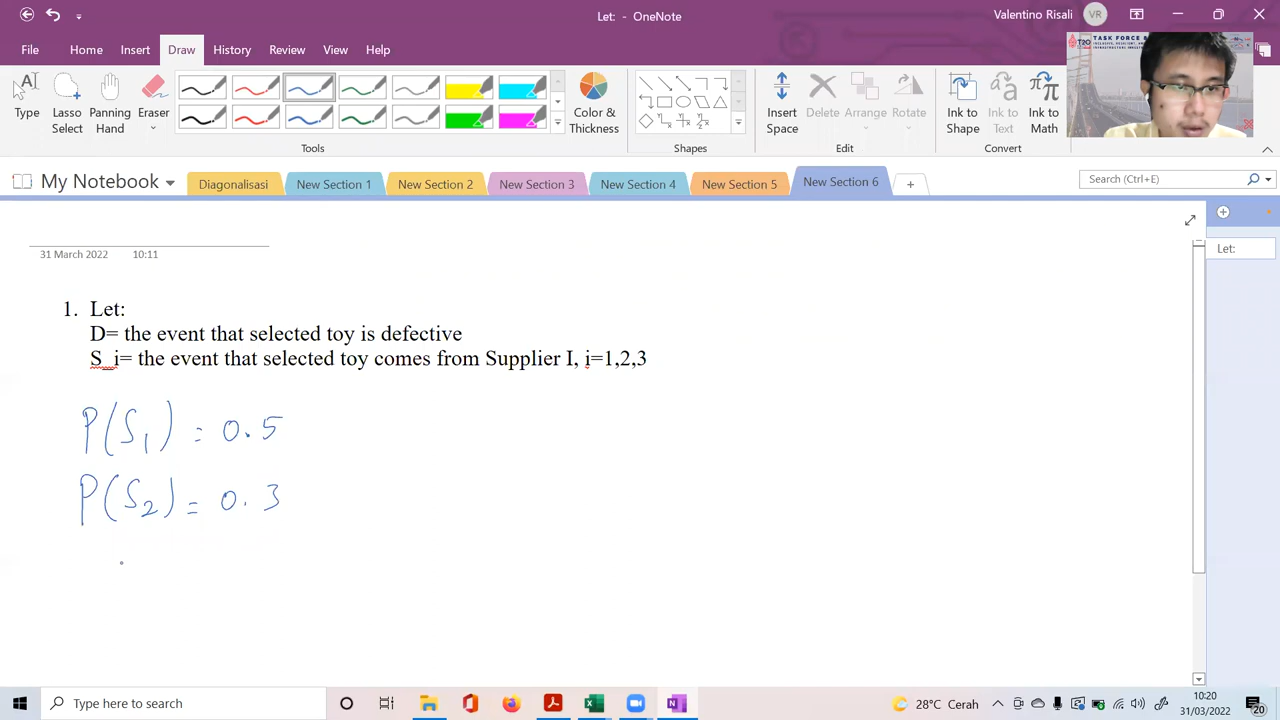 Let: - OneNote
Valentino Risali
VR
File
Home
Insert
Draw
History
Review
View
Help
TASK FORCE
T20
Type
Lasso
Select
Panning
Hand
Eraser
Color &
Thickness
Insert
Space
Delete
Arrange
Rotate
Ink to
Shape
Ink to
Text
Ink to
Math
Tools
Shapes
Edit
Convert
My Notebook
Diagonalisasi
New Section 1
New Section 2
New Section 3
New Section 4
New Section 5
New Section 6
Search (Ctrl+E)
Let:
31 March 2022 10:11
1. Let:
D= the event that selected toy is defective
S_i= the event that selected toy comes from Supplier I, i=1,2,3
P(S1) = 0.5
P(S2) = 0.3
Type here to search
28°C Cerah
10:20
31/03/2022
20